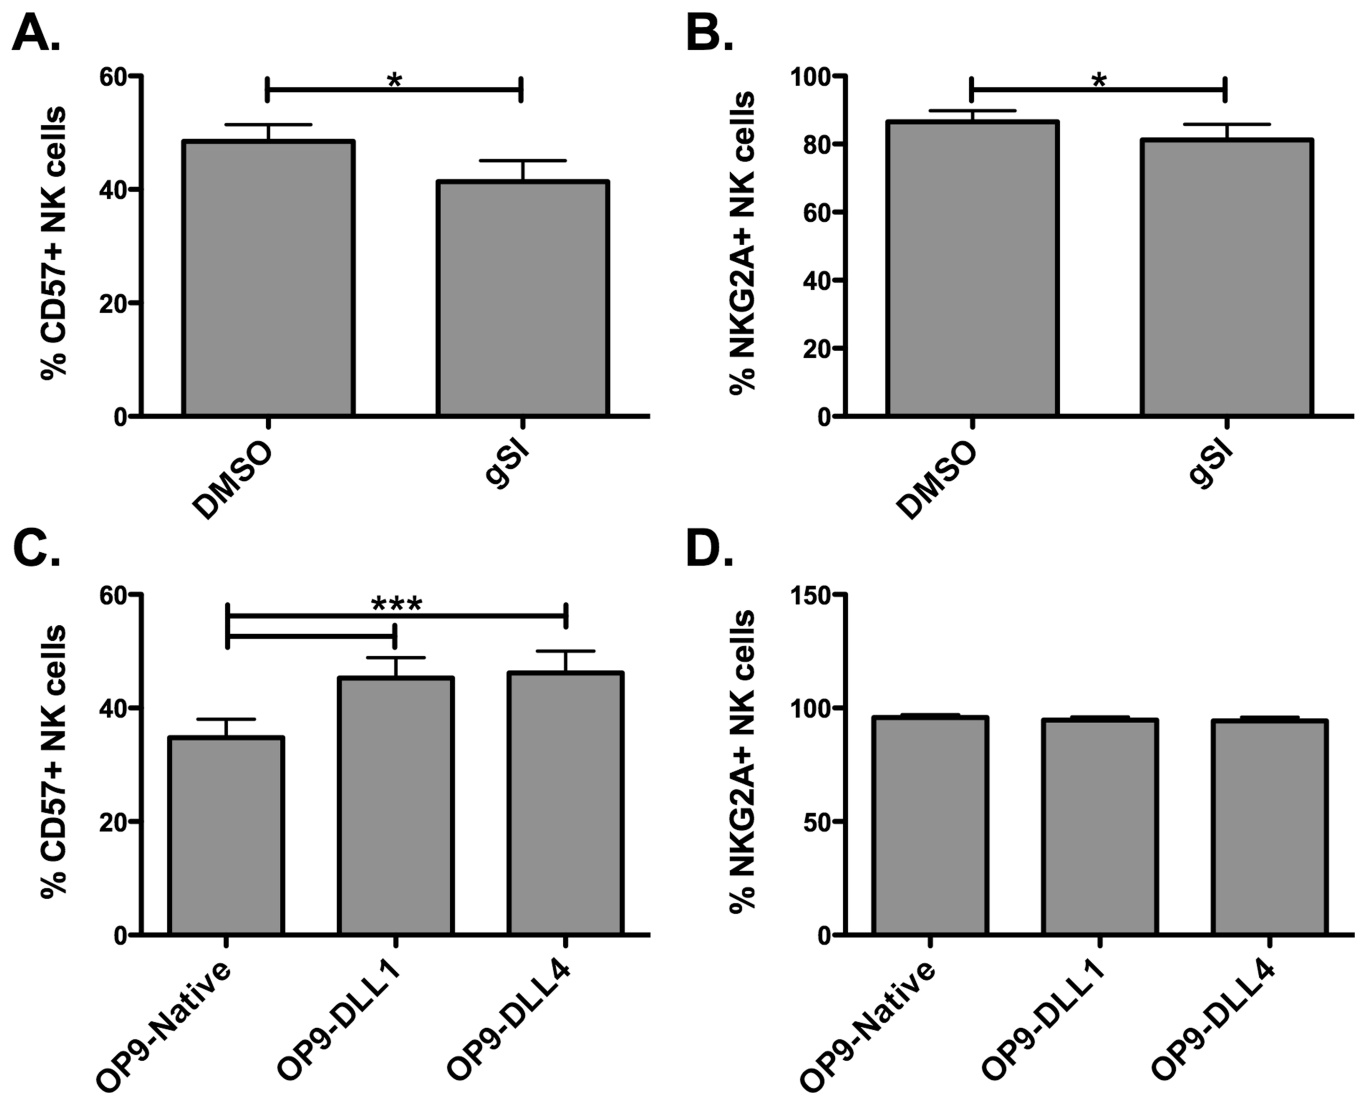 A.
% CD57+ NK cells
60
40
20
0
*
DMSO
gSI
B.
% NKG2A+ NK cells
100
80
60
40
20
0
*
DMSO
gSI
C.
% CD57+ NK cells
60
40
20
0
***
OP9-Native
OP9-DLL1
OP9-DLL4
D.
% NKG2A+ NK cells
150
100
50
0
OP9-Native
OP9-DLL1
OP9-DLL4